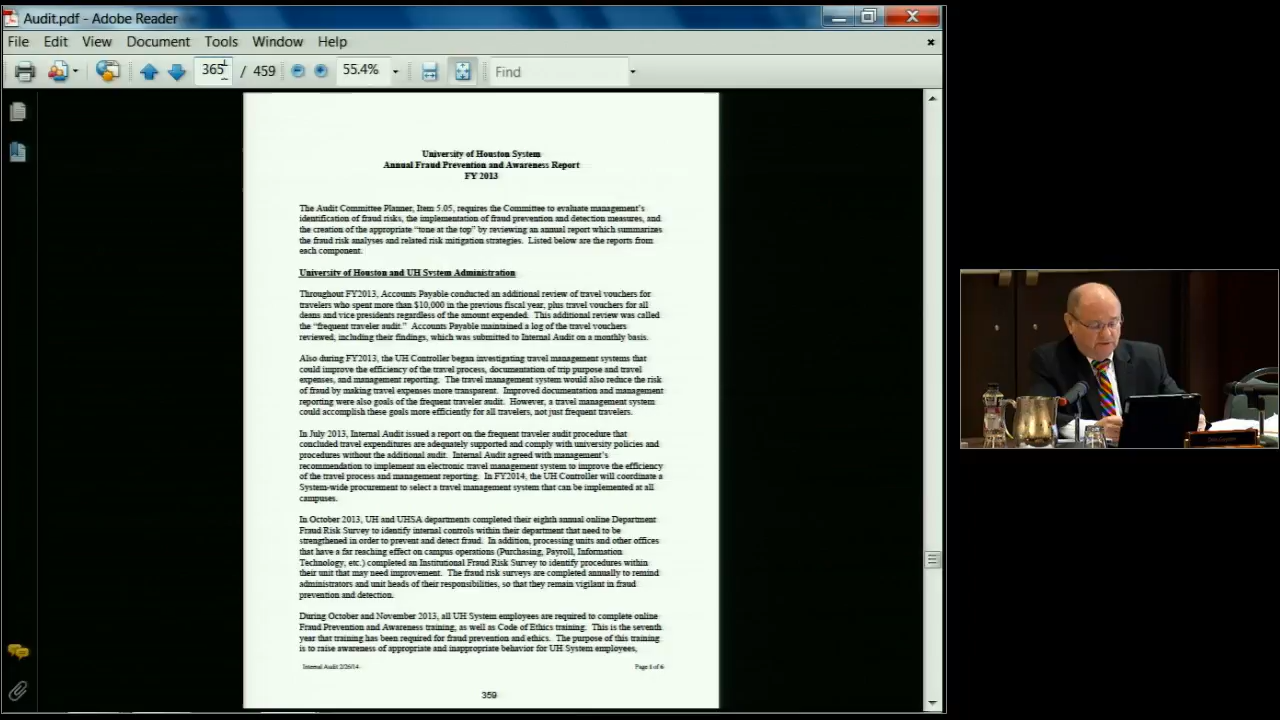 Audit.pdf - Adobe Reader
File Edit View Document Tools Window Help
365 / 459 55.4% Find
University of Houston System
Annual Fraud Prevention and Awareness Report
FY 2013
The Audit Committee Planner, Item 5.05, requires the Committee to evaluate management's
identification of fraud risks, the implementation of fraud prevention and detection measures, and
the creation of the appropriate “tone at the top” by reviewing an annual report which summarizes
the fraud risk analyses and related risk mitigation strategies. Listed below are the reports from
each component.
University of Houston and UH System Administration
Throughout FY2013, Accounts Payable conducted an additional review of travel vouchers for
travelers who spent more than $10,000 in the previous fiscal year, plus travel vouchers for all
deans and vice presidents regardless of the amount expended. This additional review was called
the “frequent traveler audit.” Accounts Payable maintained a log of the travel vouchers
reviewed, including their findings, which was submitted to Internal Audit on a monthly basis.
Also during FY2013, the UH Controller began investigating travel management systems that
could improve the efficiency of the travel process, documentation of trip purpose and travel
expenses, and management reporting. The travel management system would also reduce the risk
of fraud by making travel expenses more transparent. Improved documentation and management
reporting were also goals of the frequent traveler audit. However, a travel management system
could accomplish these goals more efficiently for all travelers, not just frequent travelers.
In July 2013, Internal Audit issued a report on the frequent traveler audit procedure that
concluded travel expenditures are adequately supported and comply with university policies and
procedures without the additional audit. Internal Audit agreed with management's
recommendation to implement an electronic travel management system to improve the efficiency
of the travel process and management reporting. In FY2014, the UH Controller will coordinate a
System-wide procurement to select a travel management system that can be implemented at all
campuses.
In October 2013, UH and UHSA departments completed their eighth annual online Department
Fraud Risk Survey to identify internal controls within their department that need to be
strengthened in order to prevent and detect fraud. In addition, processing units and other offices
that have a far reaching effect on campus operations (Purchasing, Payroll, Information
Technology, etc.) completed an Institutional Fraud Risk Survey to identify procedures within
their unit that may need improvement. The fraud risk surveys are completed annually to remind
administrators and unit heads of their responsibilities, so that they remain vigilant in fraud
prevention and detection.
During October and November 2013, all UH System employees are required to complete online
Fraud Prevention and Awareness training, as well as Code of Ethics training. This is the seventh
year that training has been required for fraud prevention and ethics. The purpose of this training
is to raise awareness of appropriate and inappropriate behavior for UH System employees,
Internal Audit 2/26/14 Page 1 of 6
359